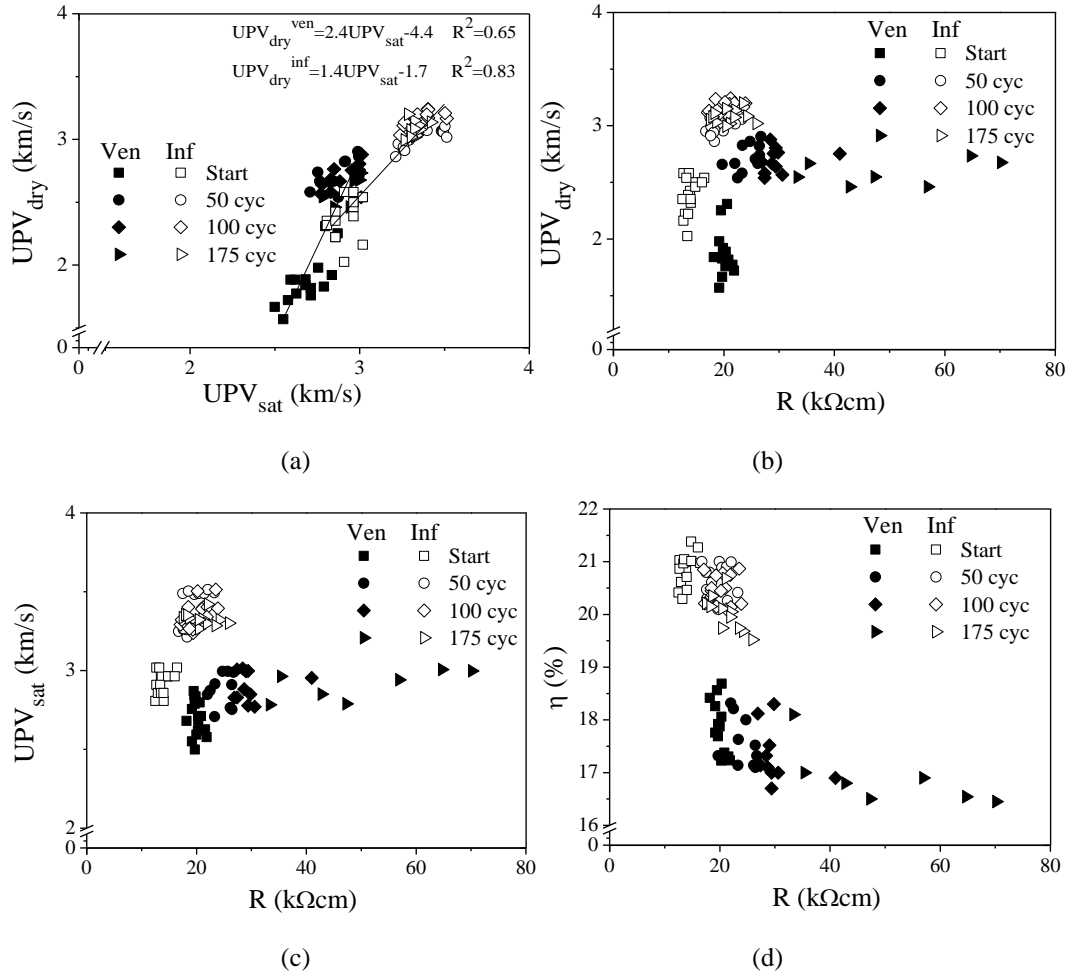 UPV_dry^ven=2.4UPV_sat-4.4 R^2=0.65
UPV_dry^inf=1.4UPV_sat-1.7 R^2=0.83
Ven Inf
Start
50 cyc
100 cyc
175 cyc
4
3
2
0
0 2 3 4
UPV_dry (km/s)
UPV_sat (km/s)
(a)
Ven Inf
Start
50 cyc
100 cyc
175 cyc
4
3
2
0
0 20 40 60 80
UPV_dry (km/s)
R (kΩcm)
(b)
Ven Inf
Start
50 cyc
100 cyc
175 cyc
4
3
2
0
0 20 40 60 80
UPV_sat (km/s)
R (kΩcm)
(c)
Ven Inf
Start
50 cyc
100 cyc
175 cyc
22
21
20
19
18
17
16
0
0 20 40 60 80
η (%)
R (kΩcm)
(d)